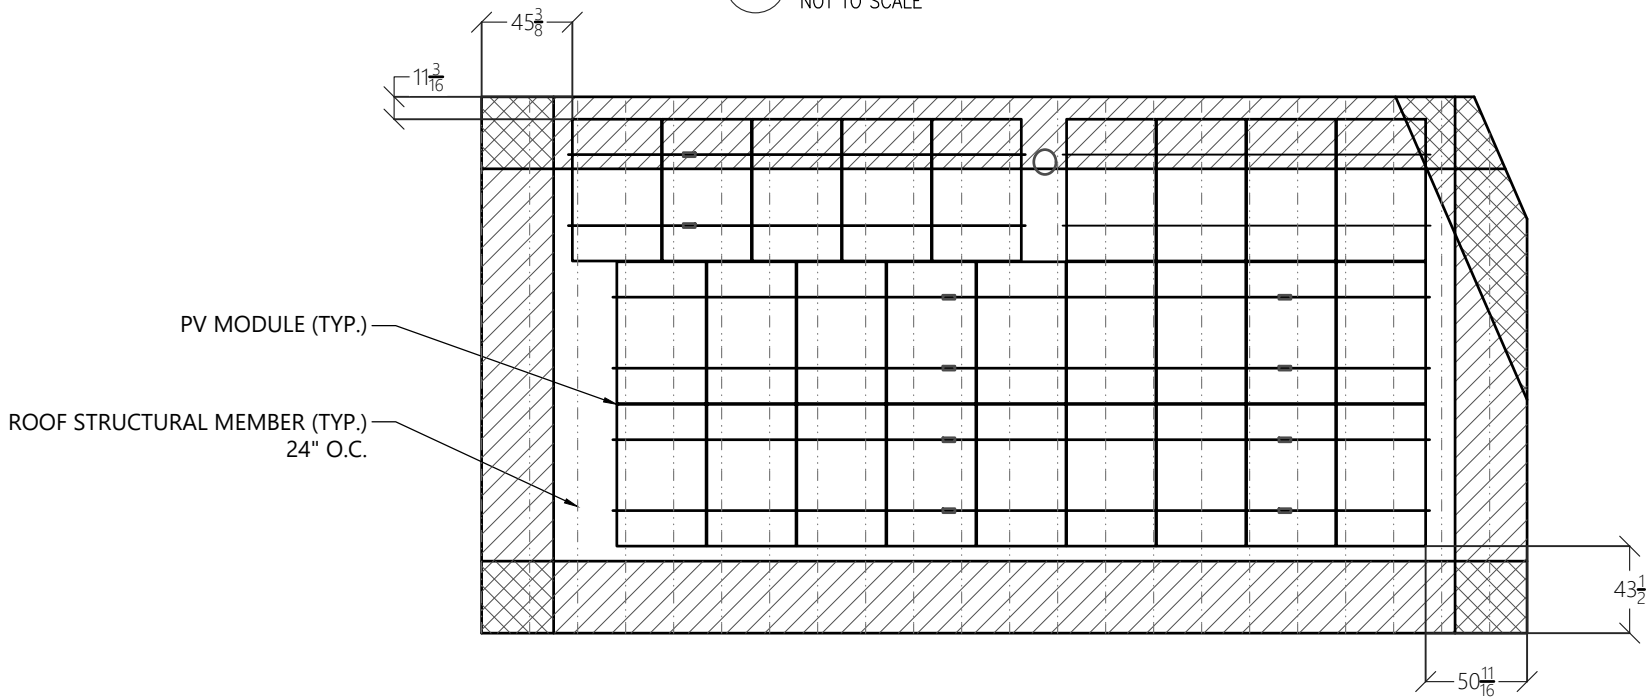 NOT TO SCALE
45 3/8
11 3/16
PV MODULE (TYP.)
ROOF STRUCTURAL MEMBER (TYP.)
24" O.C.
43 1/2
50 11/16